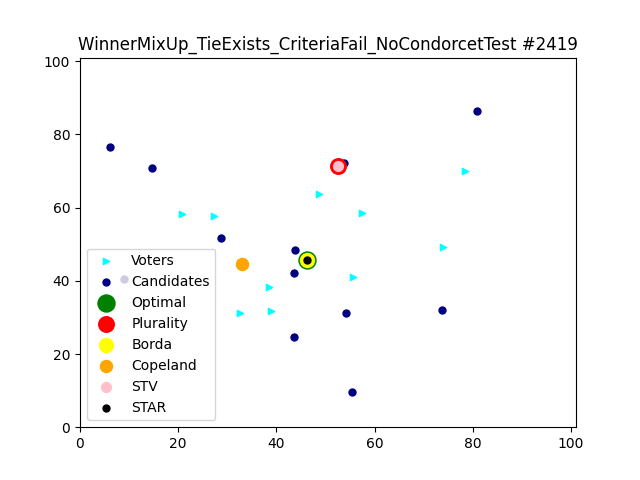 WinnerMixUp_TieExists_CriteriaFail_NoCondorcetTest #2419
100
80
60
40
20
0
Voters
Candidates
Optimal
Plurality
Borda
Copeland
STV
STAR
0 20 40 60 80 100